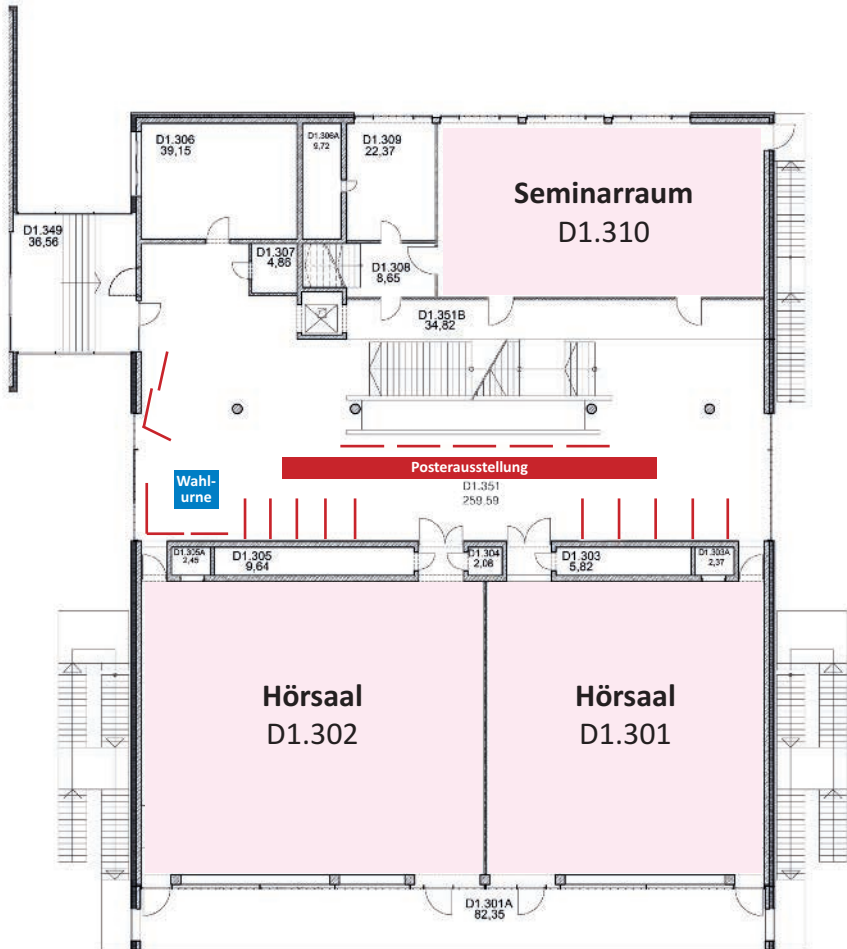 D1.306
39,15
D1.306A
9,72
D1.309
22,37
Seminarraum
D1.310
D1.349
36,56
D1.307
4,86
D1.308
8,65
D1.351B
34,82
Posterausstellung
Wahl-
urne
D1.351
259,59
D1.305A
2,45
D1.305
9,64
D1.304
2,08
D1.303
5,82
D1.303A
2,37
Hörsaal
D1.302
Hörsaal
D1.301
D1.301A
82,35